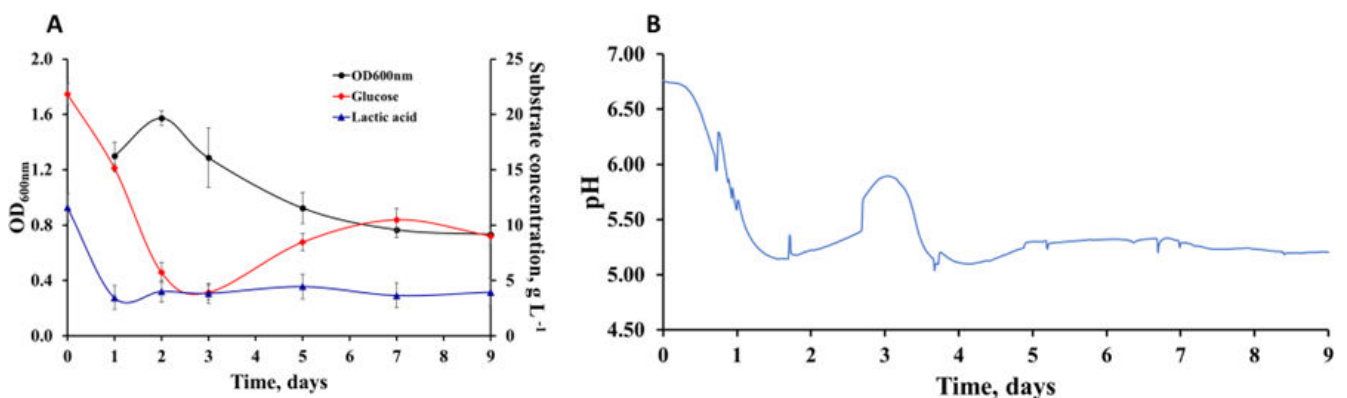 A
2.0
1.6
1.2
0.8
0.4
0.0
OD600nm
OD600nm
Glucose
Lactic acid
25
20
15
10
5
0
Substrate concentration, g L-1
0 1 2 3 4 5 6 7 8 9
Time, days
B
7.00
6.50
6.00
5.50
5.00
4.50
pH
0 1 2 3 4 5 6 7 8 9
Time, days